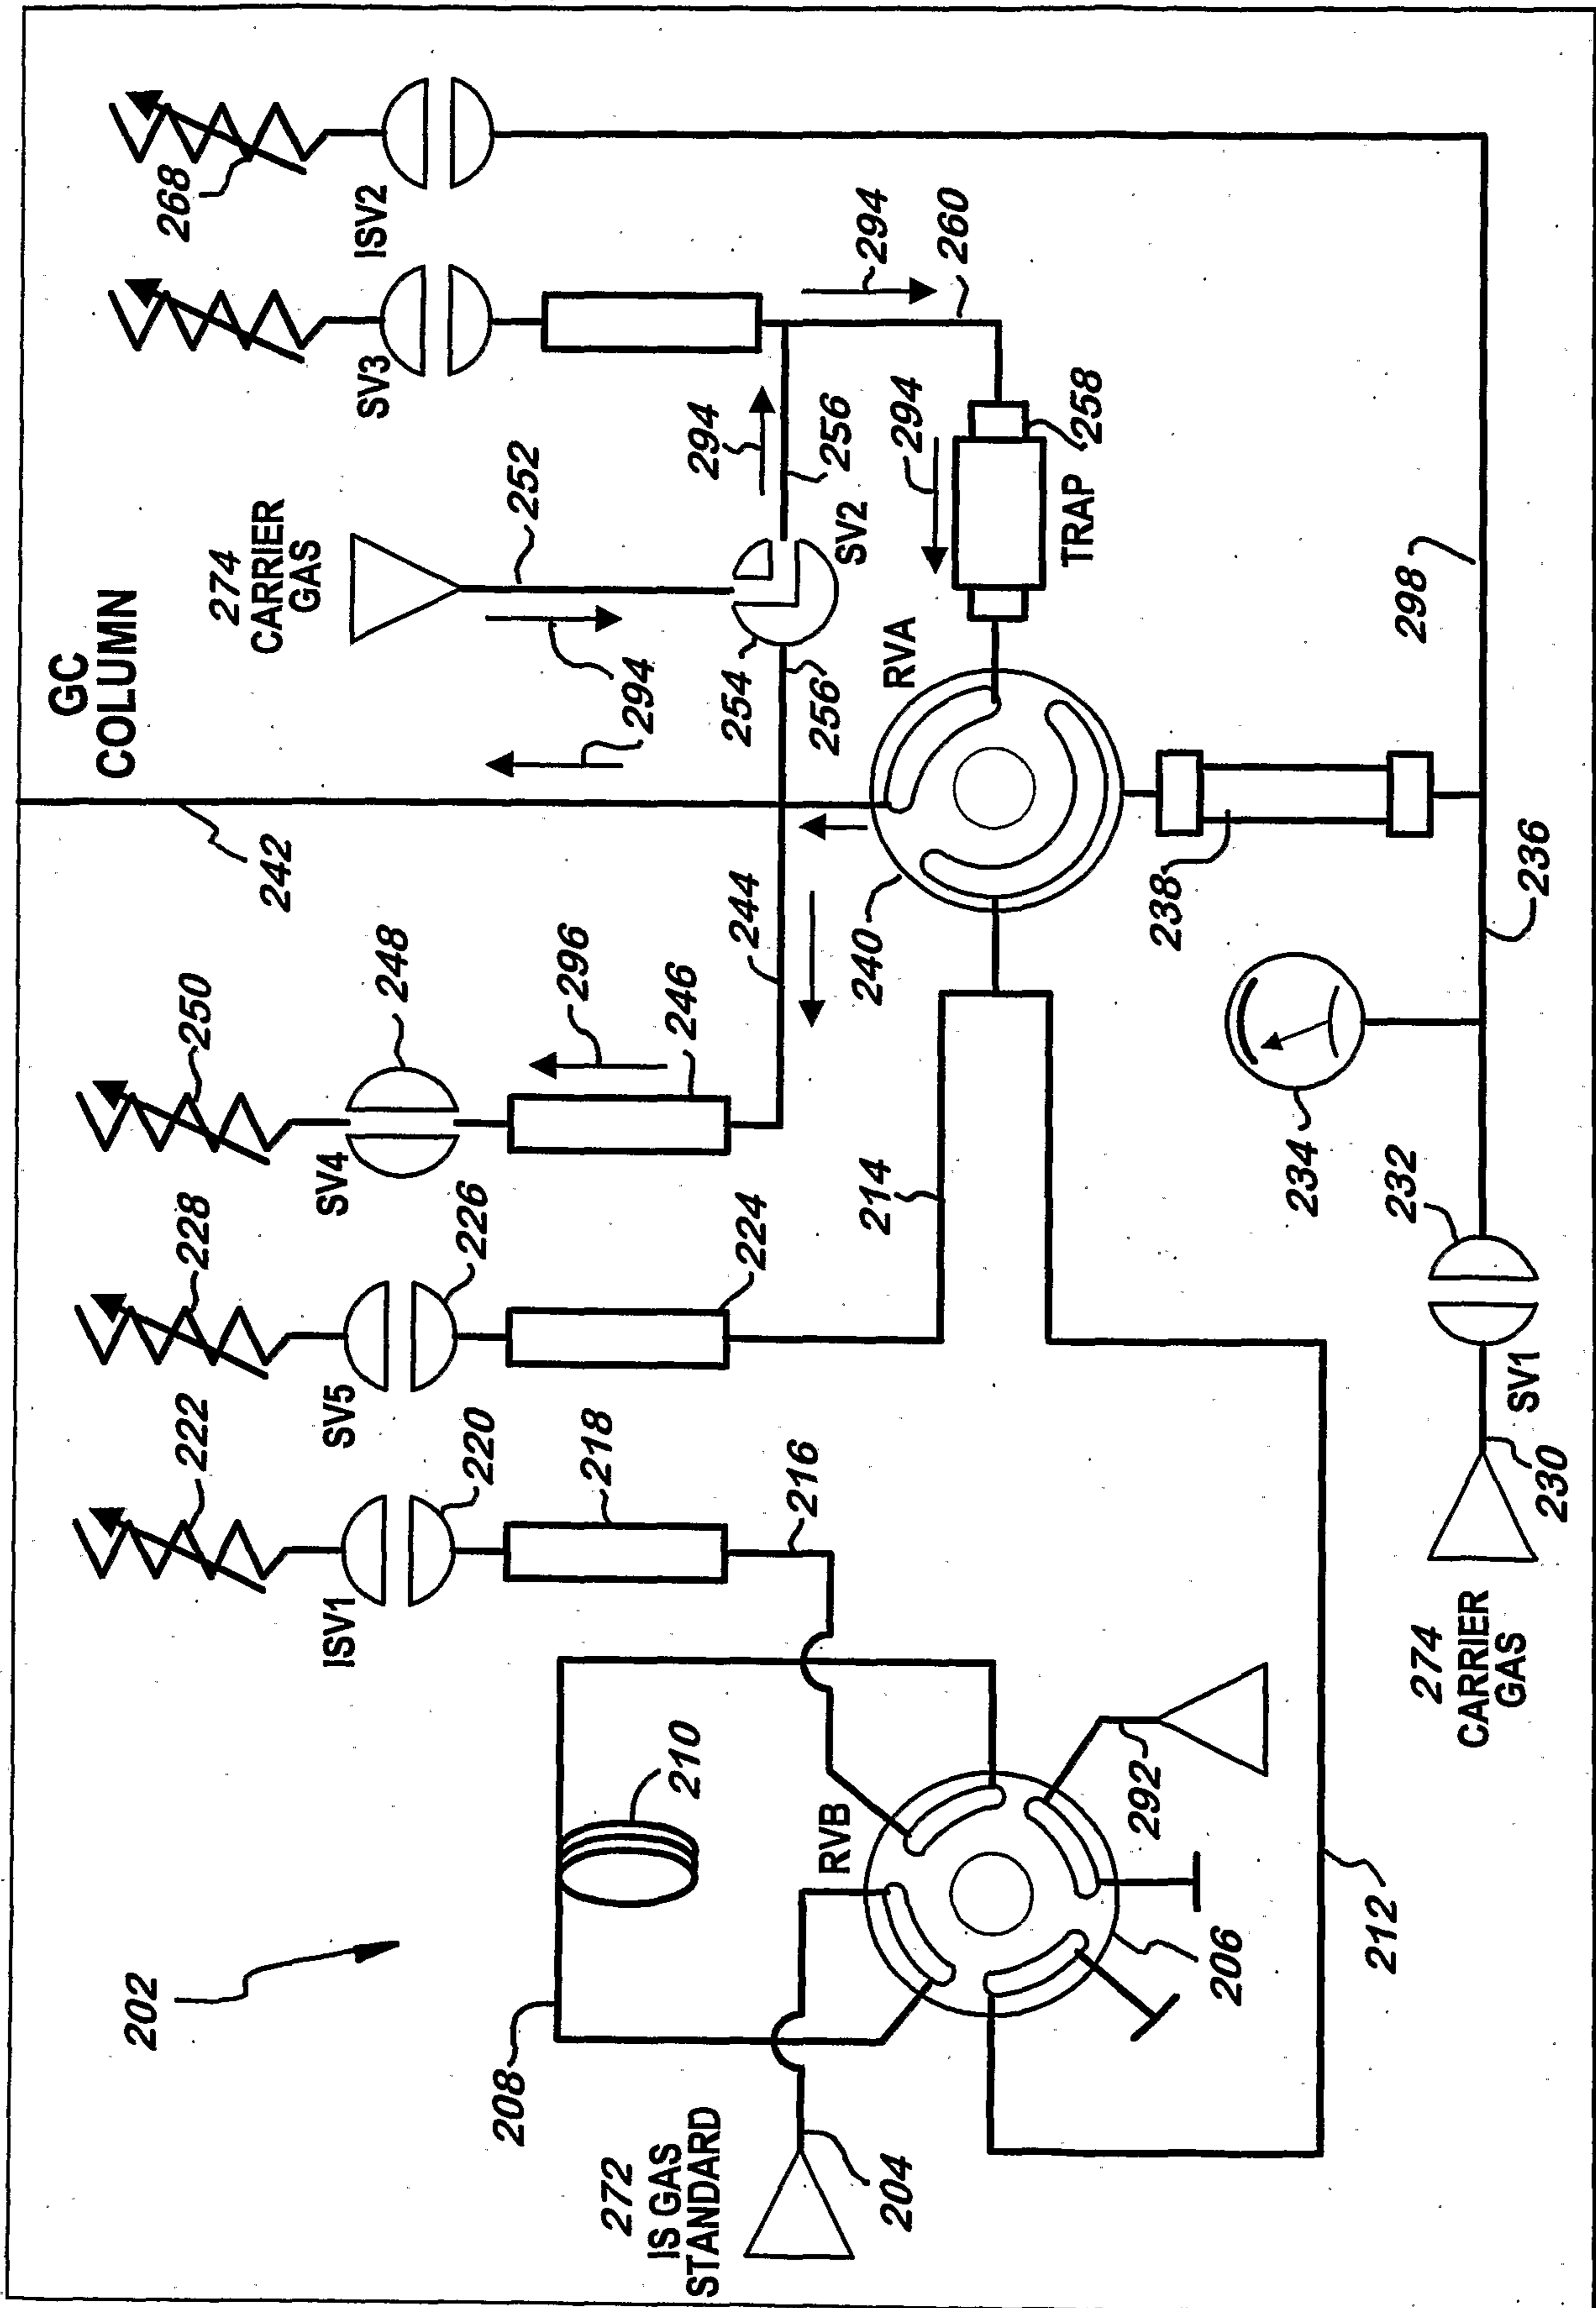 GC
COLUMN
202
272
IS GAS
STANDARD
204
208
210
RVB
206
292
212
216
218
220
222
ISV1
SV5
224
226
228
214
SV4
246
248
250
296
244
242
294
274
CARRIER
GAS
252
254
256
SV2
294
256
SV3
ISV2
268
294
260
294
258
TRAP
RVA
240
238
234
232
236
298
SV1
230
274
CARRIER
GAS